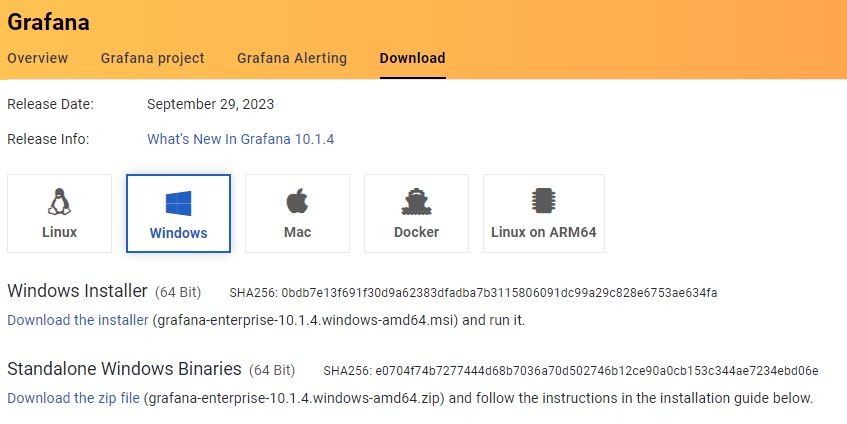 Grafana
Overview Grafana project Grafana Alerting Download
Release Date: September 29, 2023
Release Info: What's New In Grafana 10.1.4
Linux Windows Mac Docker Linux on ARM64
Windows Installer (64 Bit) SHA256: 0bdb7e13f691f30d9a62383dfadba7b3115806091dc99a29c828e6753ae634fa
Download the installer (grafana-enterprise-10.1.4.windows-amd64.msi) and run it.
Standalone Windows Binaries (64 Bit) SHA256: e0704f74b7277444d68b7036a70d502746b12ce90a0cb153c344ae7234ebd06e
Download the zip file (grafana-enterprise-10.1.4.windows-amd64.zip) and follow the instructions in the installation guide below.